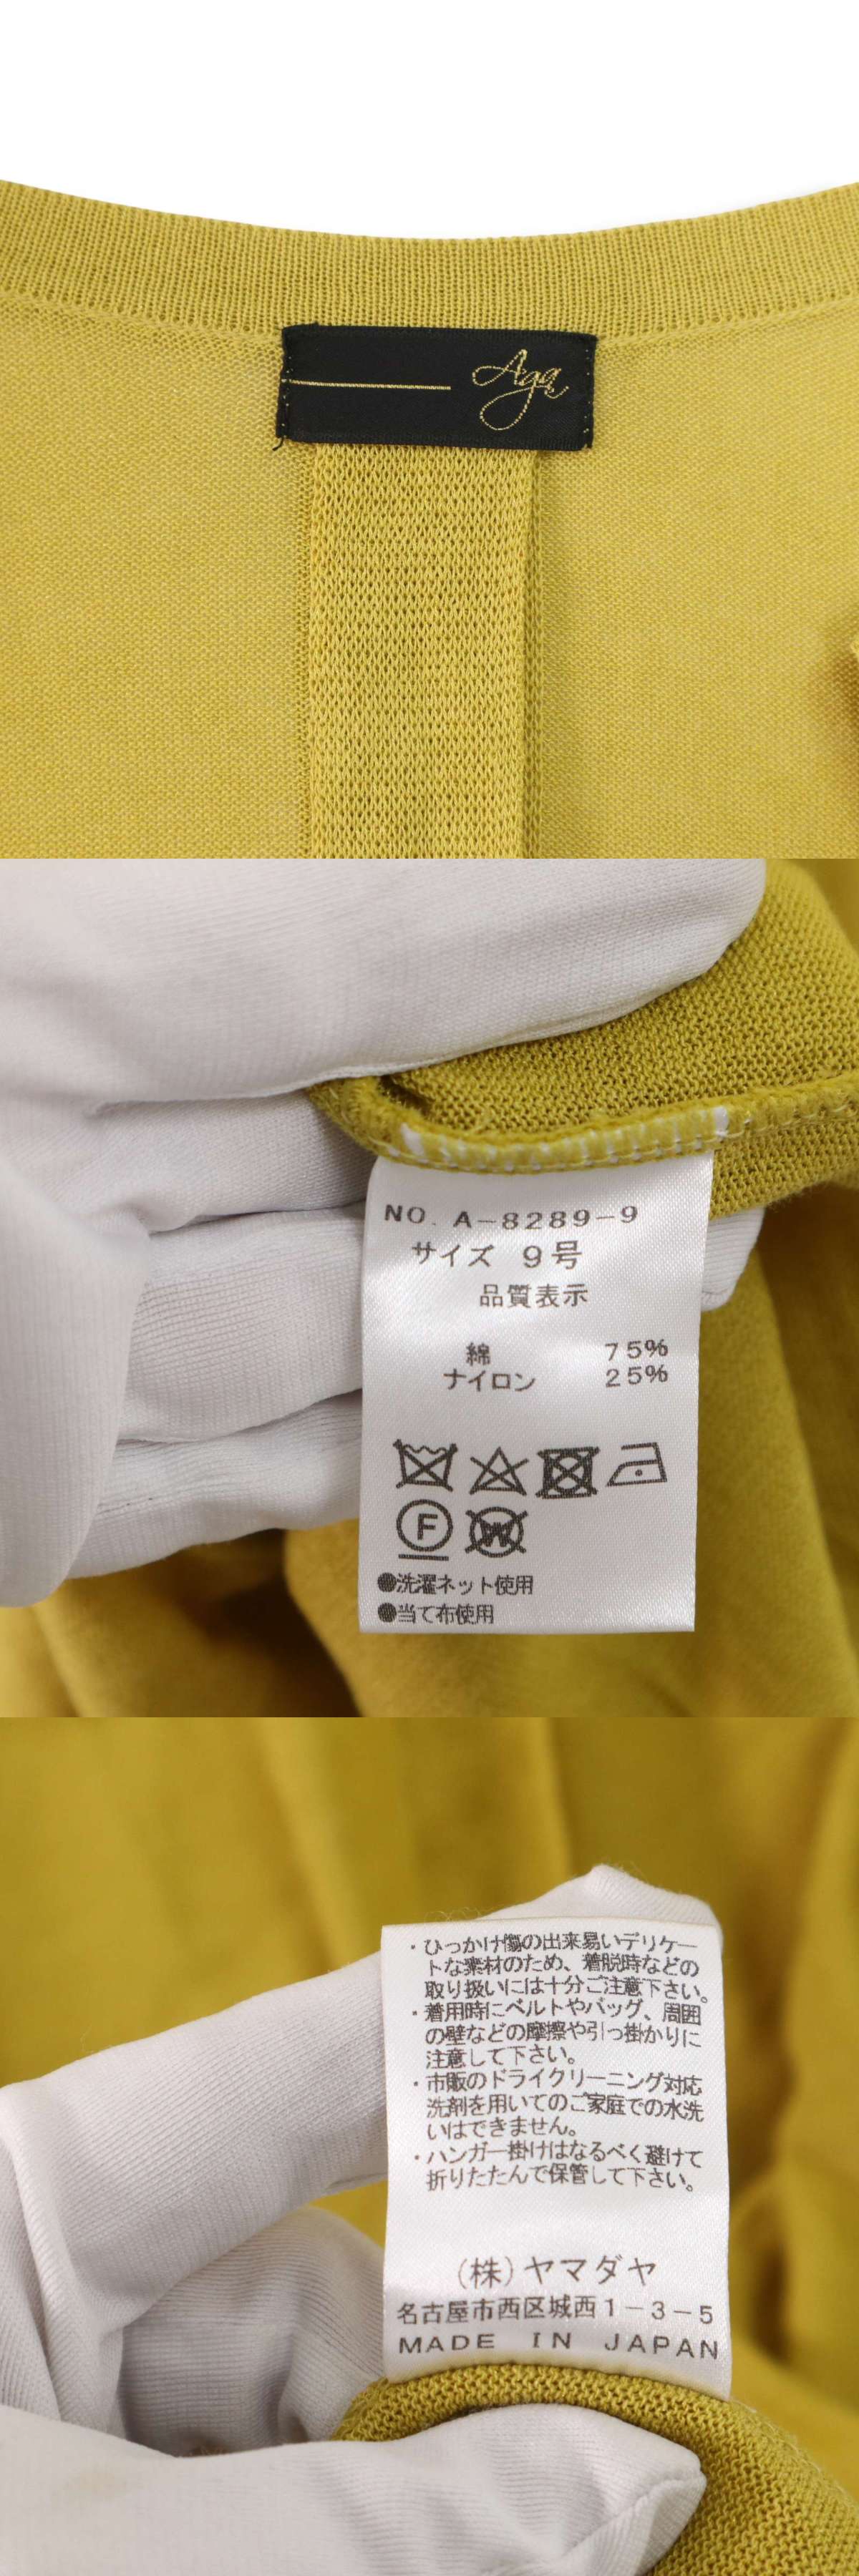 Aga
NO. A-8289-9
サイズ 9号
品質表示
綿 75%
ナイロン 25%
F
W
●洗濯ネット使用
●当て布使用
・ひっかけ傷の出来易いデリケー
トな素材のため、着脱時などの
取り扱いには十分ご注意下さい。
・着用時にベルトやバッグ、周囲
の壁などの摩擦や引っ掛かりに
注意して下さい。
・市販のドライクリーニング対応
洗剤を用いてのご家庭での水洗
いはできません。
・ハンガー掛けはなるべく避けて
折りたたんで保管して下さい。
(株)ヤマダヤ
名古屋市西区城西1-3-5
MADE IN JAPAN